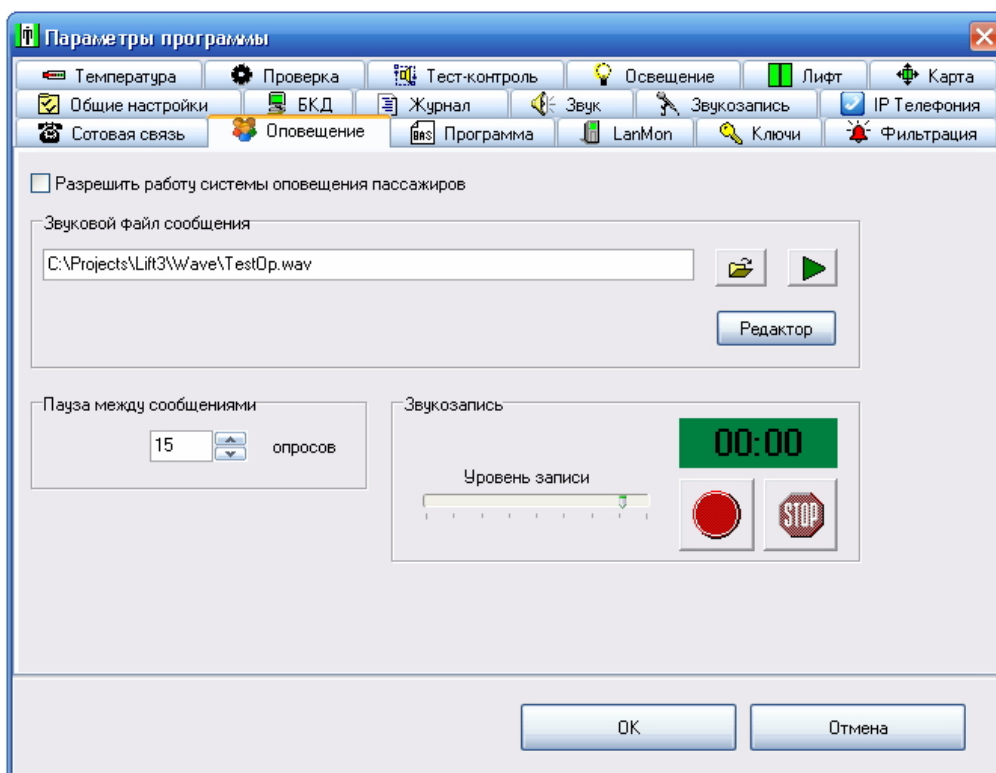 Параметры программы
Температура Проверка Тест-контроль Освещение Лифт Карта
Общие настройки БКД Журнал Звук Звукозапись IP Телефония
Сотовая связь Оповещение Программа LanMon Ключи Фильтрация
Разрешить работу системы оповещения пассажиров
Звуковой файл сообщения
C:\Projects\Lift3\Wave\TestOp.wav
Редактор
Пауза между сообщениями
15 опросов
Звукозапись
00:00
Уровень записи
STOP
OK Отмена